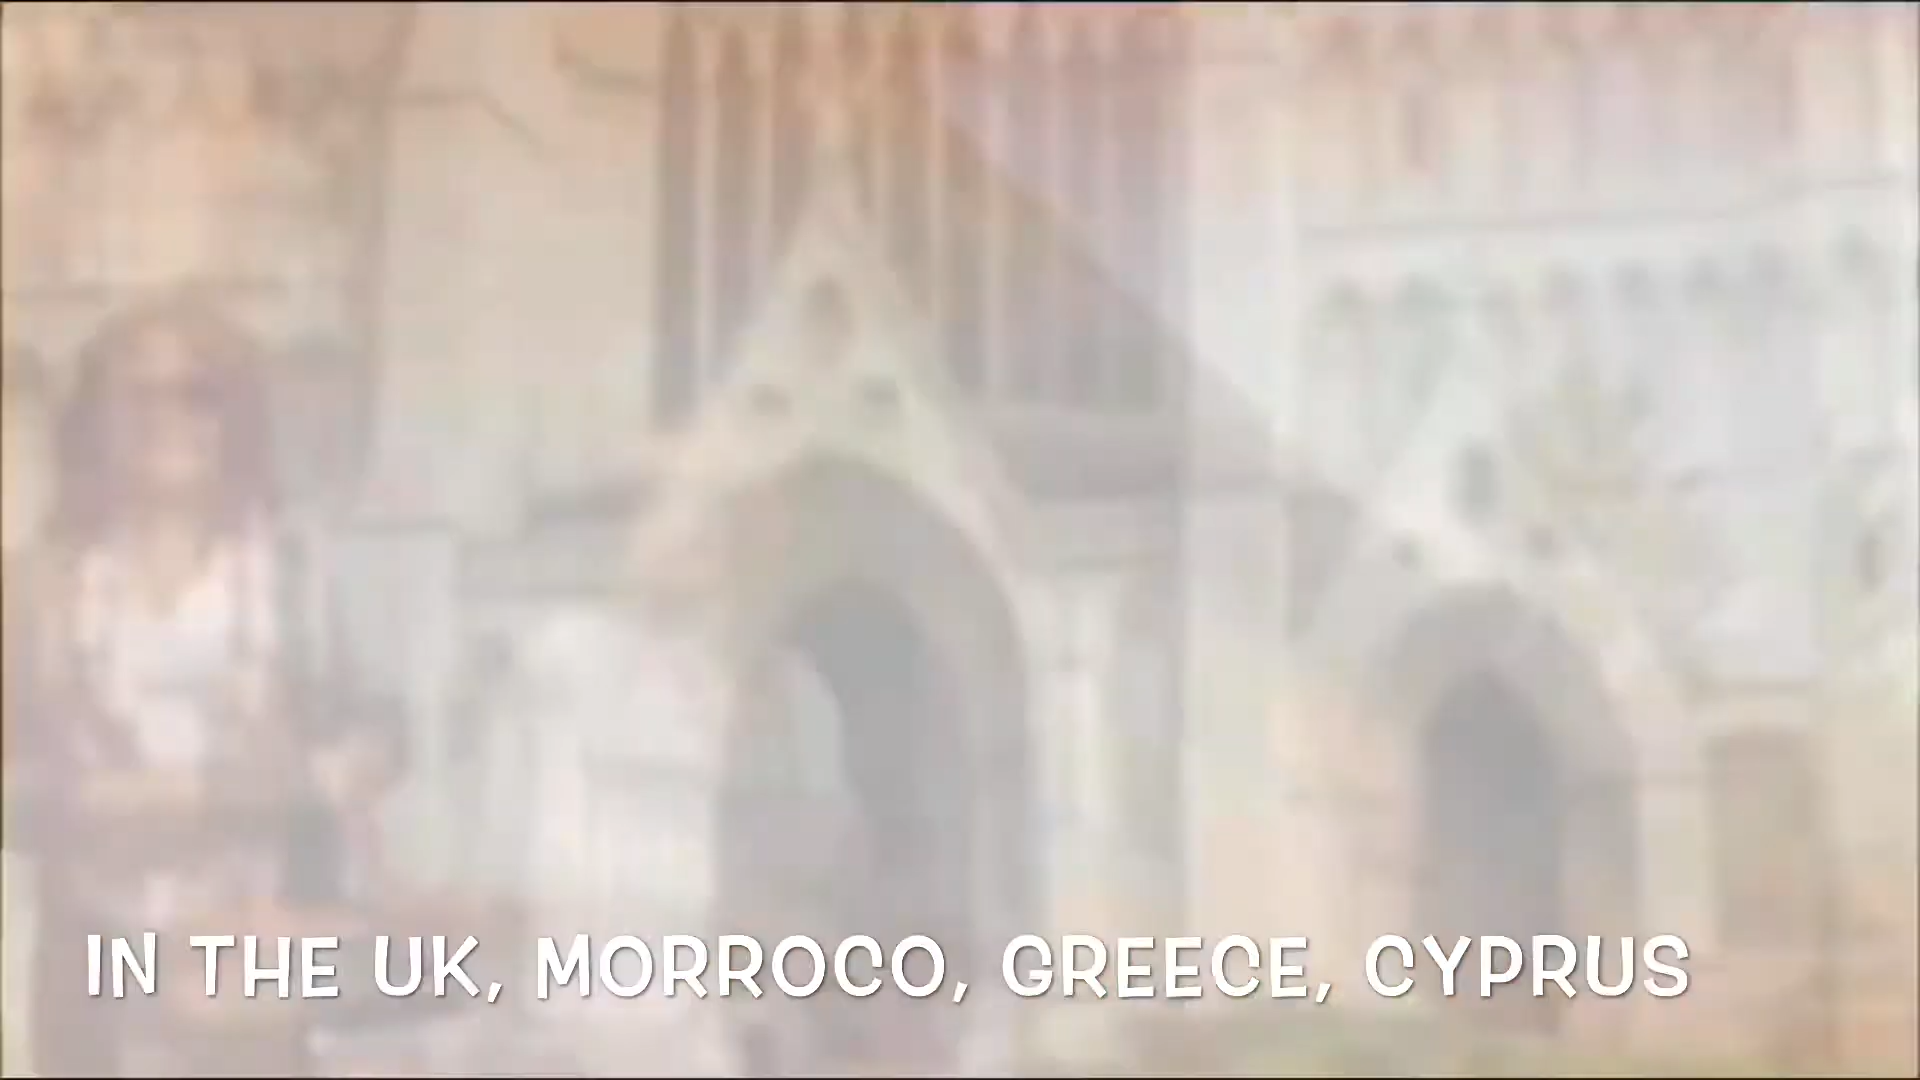 IN THE UK, MORROCO, GREECE, CYPRUS